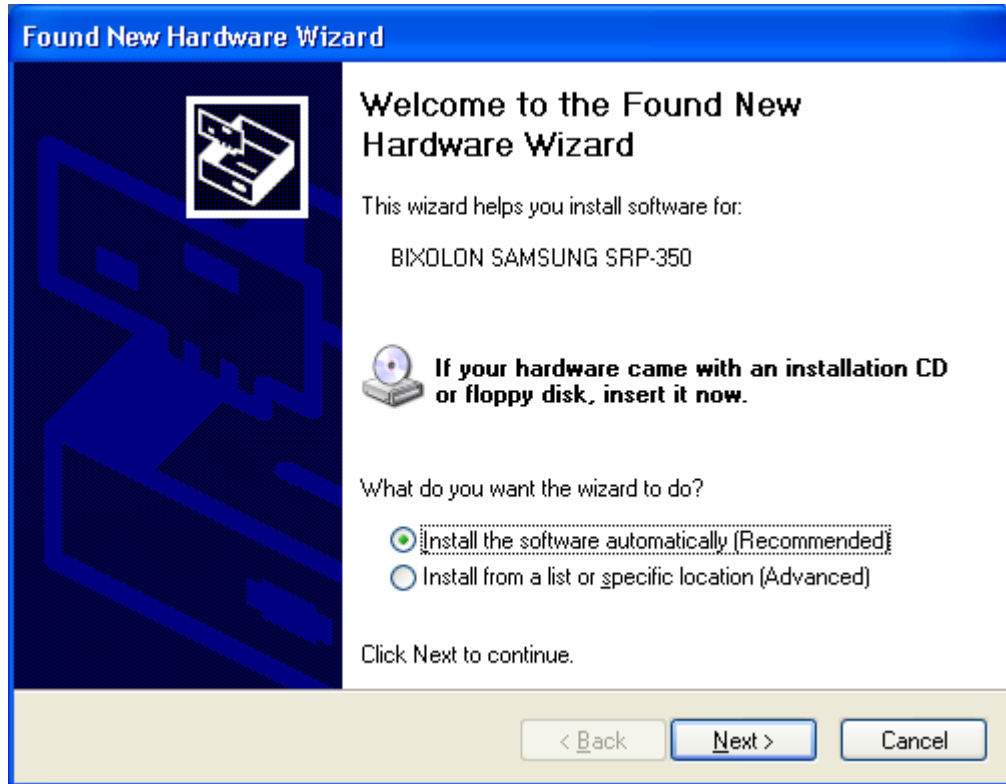 Found New Hardware Wizard
Welcome to the Found New
Hardware Wizard
This wizard helps you install software for:
BIXOLON SAMSUNG SRP-350
If your hardware came with an installation CD
or floppy disk, insert it now.
What do you want the wizard to do?
Install the software automatically (Recommended)
Install from a list or specific location (Advanced)
Click Next to continue.
< Back Next > Cancel